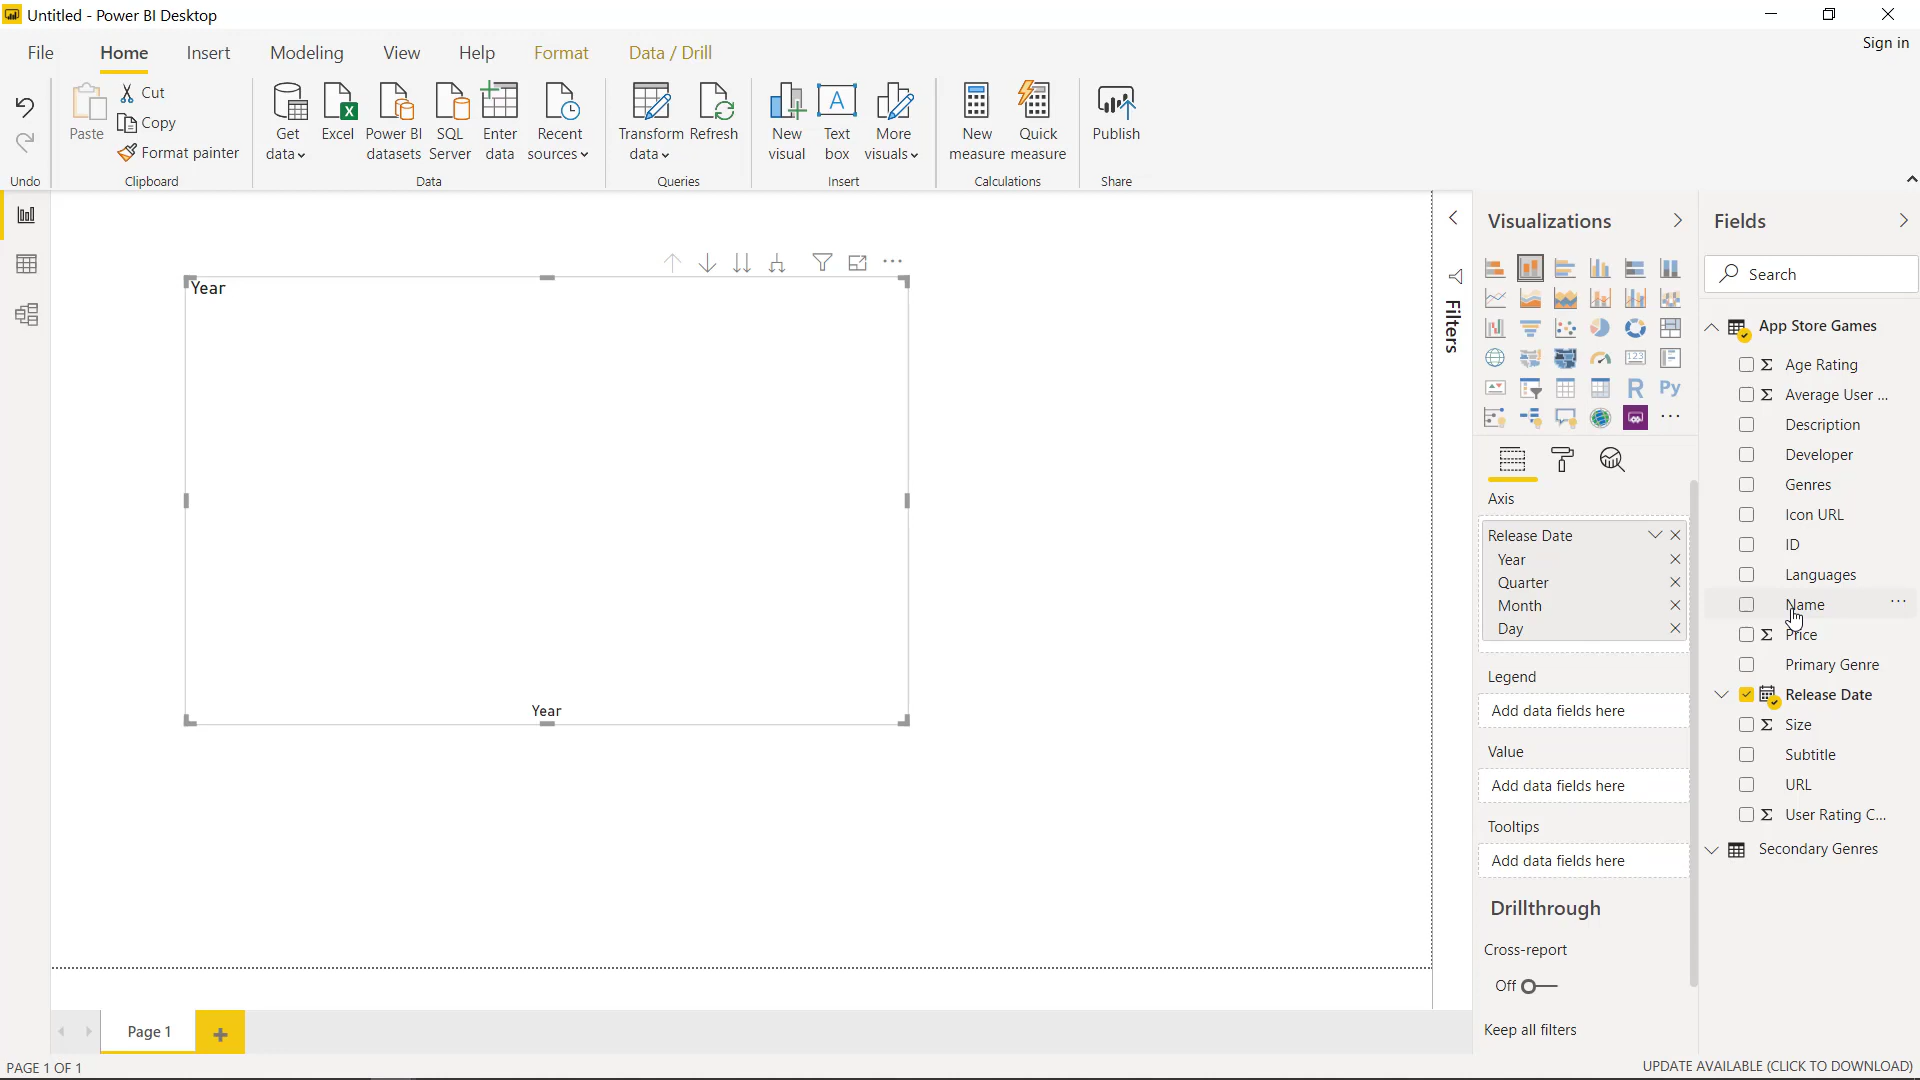 Untitled - Power BI Desktop
File Home Insert Modeling View Help Format Data / Drill
Sign in
Paste
Cut
Copy
Format painter
Get data
Excel
Power BI datasets
SQL Server
Enter data
Recent sources
Transform data
Refresh
New visual
A
Text box
More visuals
New measure
Quick measure
Publish
Undo
Clipboard
Data
Queries
Insert
Calculations
Share
Year
Year
Filters
Visualizations
123
R
Py
Axis
Release Date
Year
Quarter
Month
Day
Legend
Add data fields here
Value
Add data fields here
Tooltips
Add data fields here
Drillthrough
Cross-report
Off
Keep all filters
Fields
Search
App Store Games
Σ Age Rating
Σ Average User ...
Description
Developer
Genres
Icon URL
ID
Languages
Name
Σ Price
Primary Genre
Release Date
Σ Size
Subtitle
URL
Σ User Rating C...
Secondary Genres
Page 1
PAGE 1 OF 1
UPDATE AVAILABLE (CLICK TO DOWNLOAD)